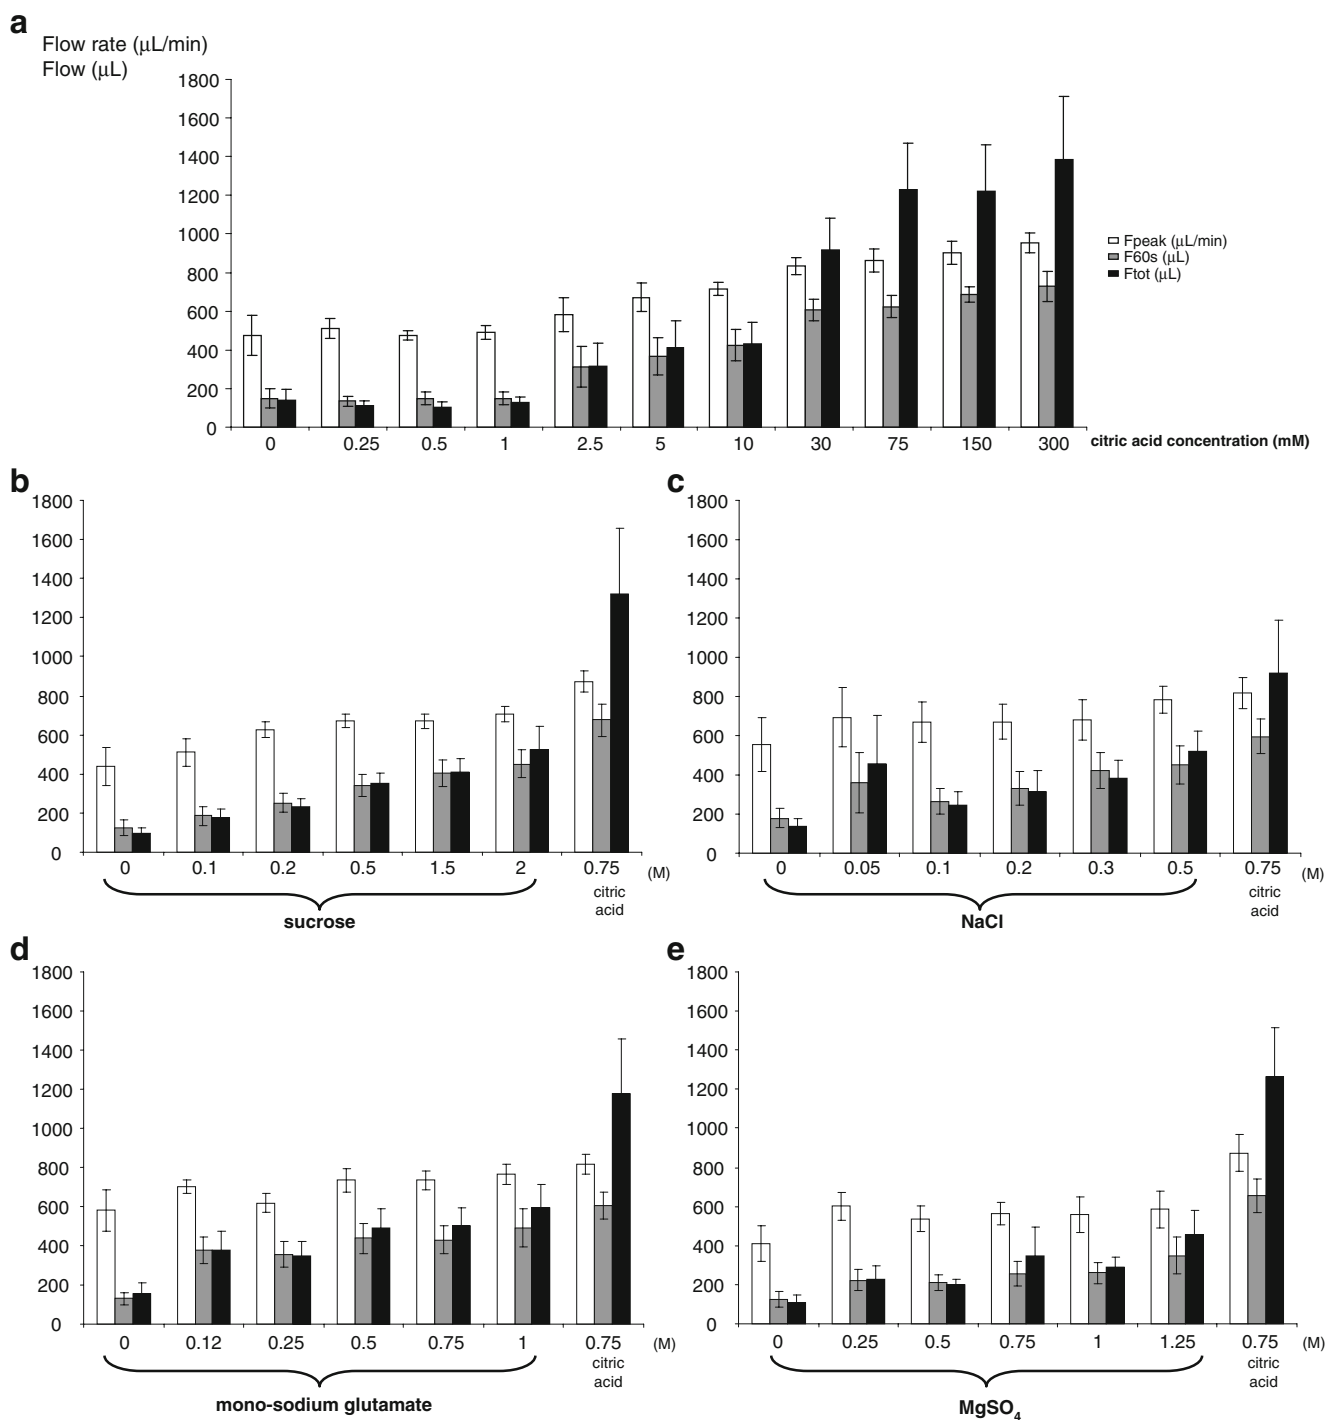 a
Flow rate (µL/min)
Flow (µL)
1800
1600
1400
1200
1000
800
600
400
200
0
0 0.25 0.5 1 2.5 5 10 30 75 150 300 citric acid concentration (mM)
Fpeak (µL/min)
F60s (µL)
Ftot (µL)
b
1800
1600
1400
1200
1000
800
600
400
200
0
0 0.1 0.2 0.5 1.5 2 0.75 (M)
citric
acid
sucrose
c
1800
1600
1400
1200
1000
800
600
400
200
0
0 0.05 0.1 0.2 0.3 0.5 0.75 (M)
citric
acid
NaCl
d
1800
1600
1400
1200
1000
800
600
400
200
0
0 0.12 0.25 0.5 0.75 1 0.75 (M)
citric
acid
mono-sodium glutamate
e
1800
1600
1400
1200
1000
800
600
400
200
0
0 0.25 0.5 0.75 1 1.25 0.75 (M)
citric
acid
MgSO₄